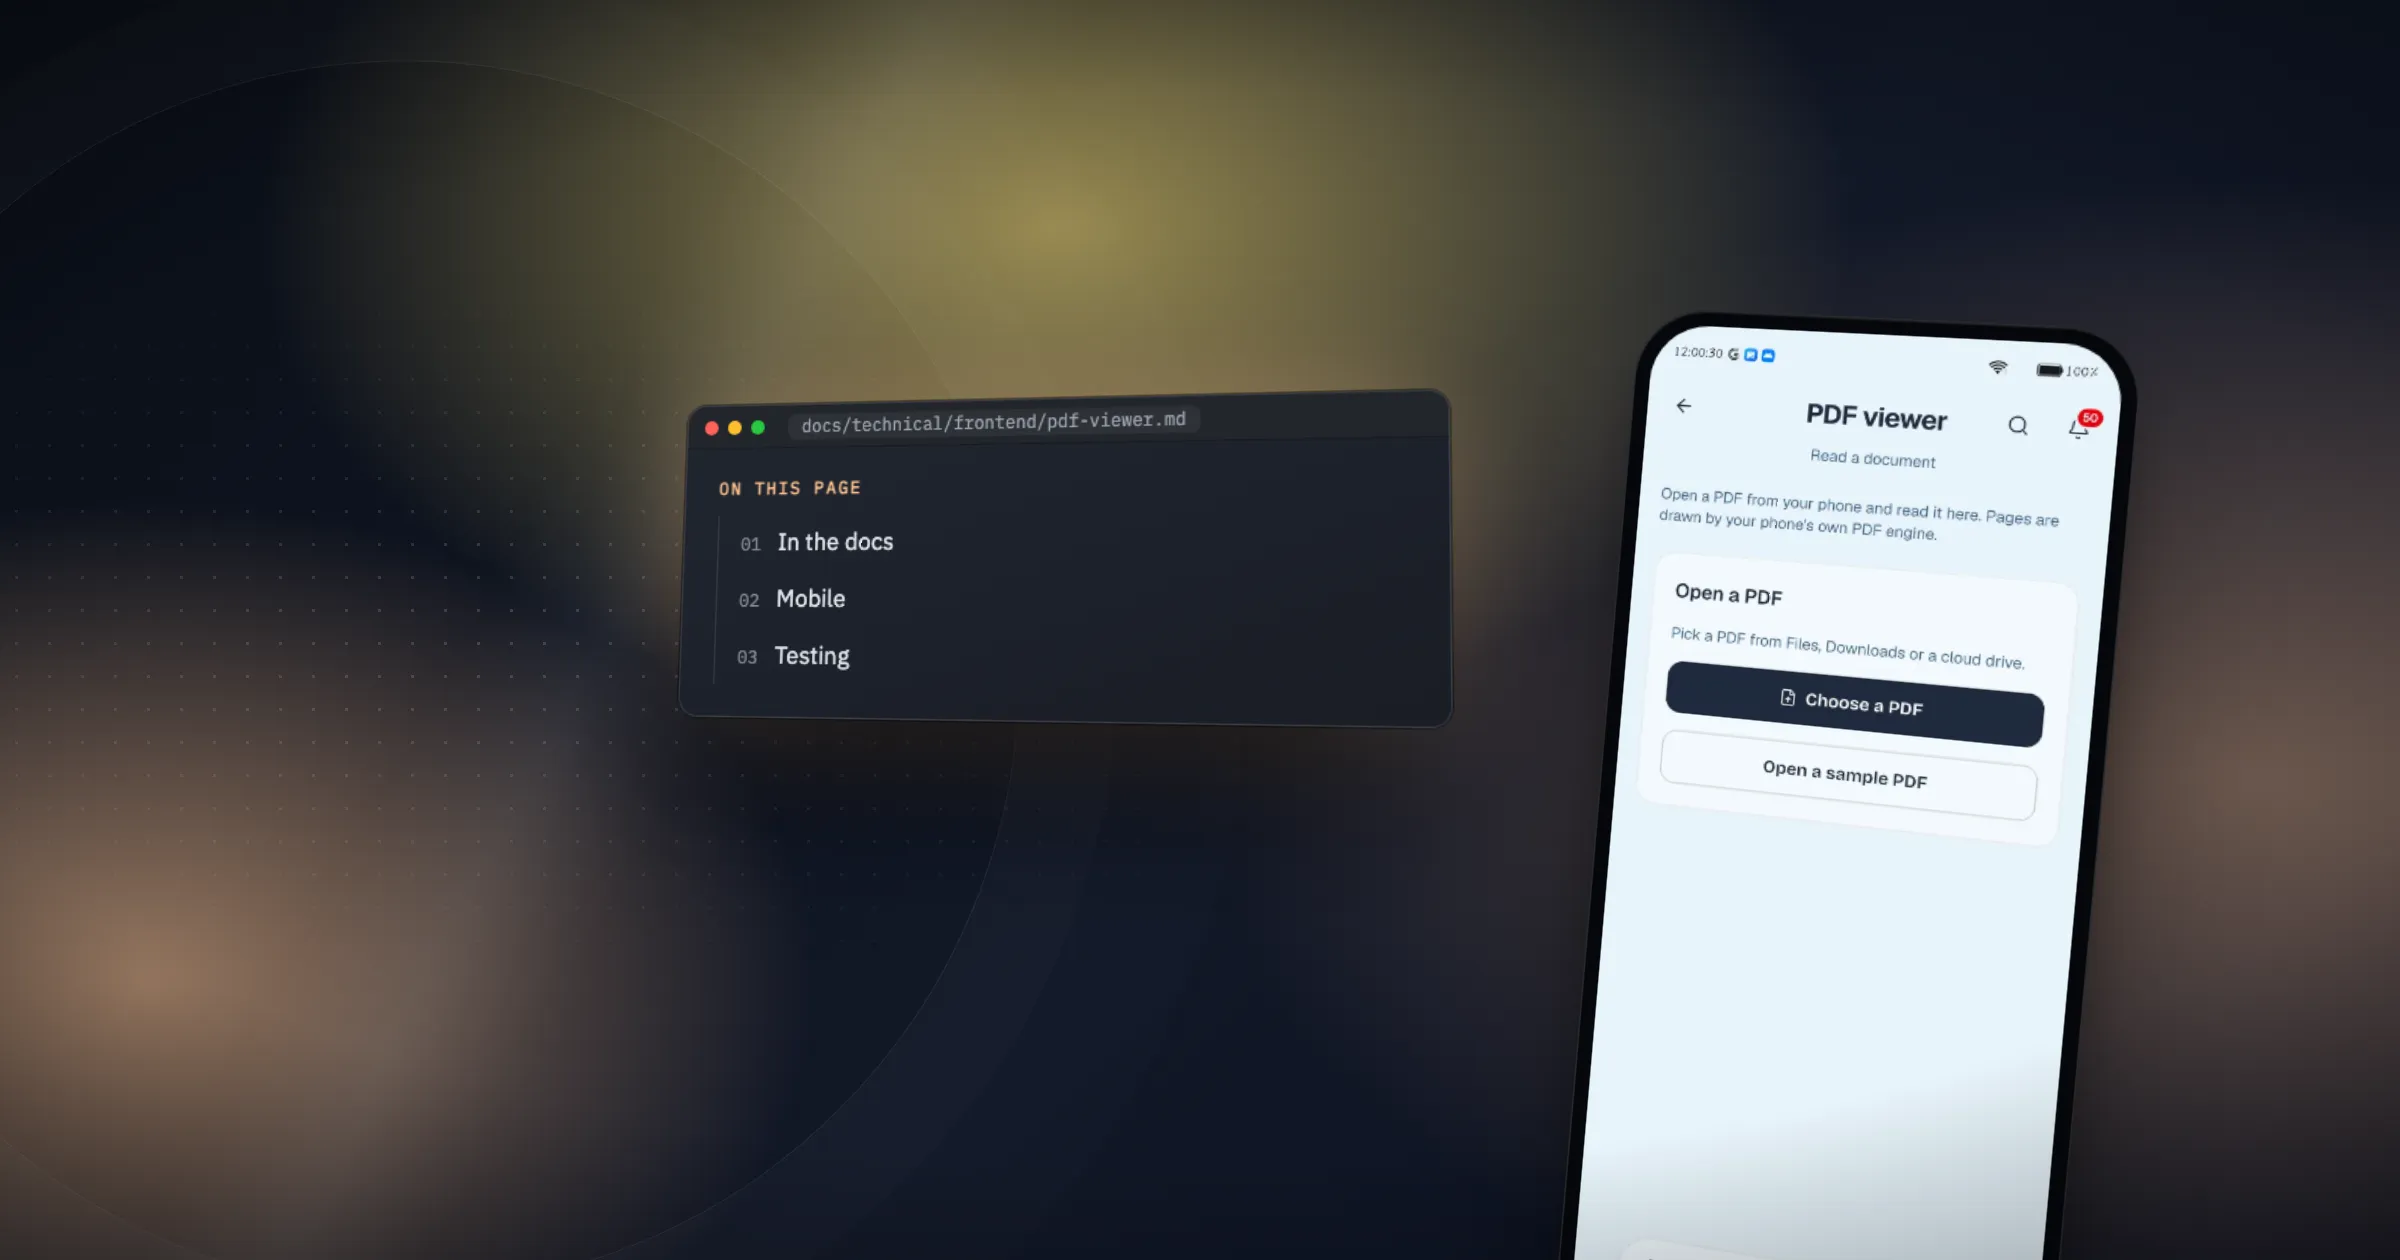 docs/technical/frontend/pdf-viewer.md
ON THIS PAGE
01 In the docs
02 Mobile
03 Testing
12:00:30
100%
PDF viewer
50
Read a document
Open a PDF from your phone and read it here. Pages are
drawn by your phone's own PDF engine.
Open a PDF
Pick a PDF from Files, Downloads or a cloud drive.
Choose a PDF
Open a sample PDF